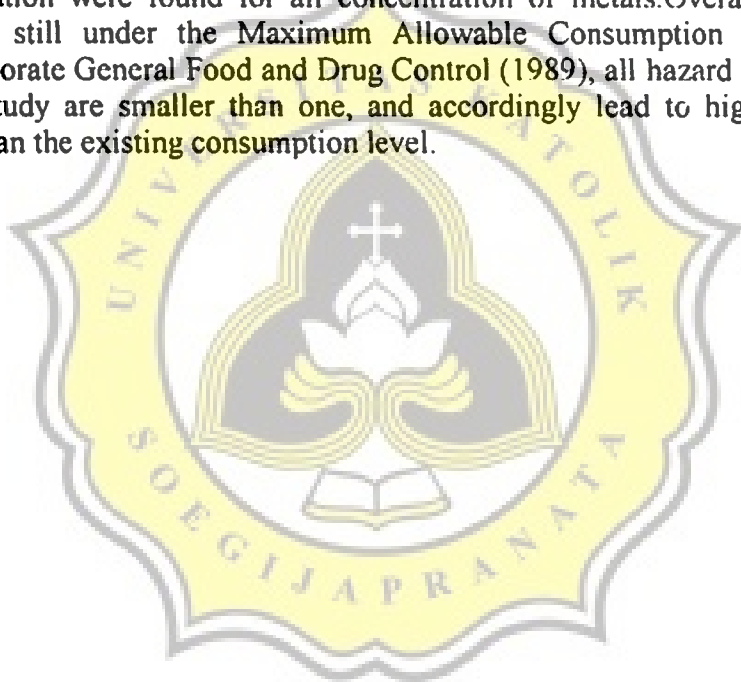 were found for all concentration of metals.Overa
still under the Maximum Allowable Consumption
orate General Food and Drug Control (1989), all hazard
tudy are smaller than one, and accordingly lead to hig
an the existing consumption level.
UNIVERSITAS KATOLIK
SOEGIJAPRANATA